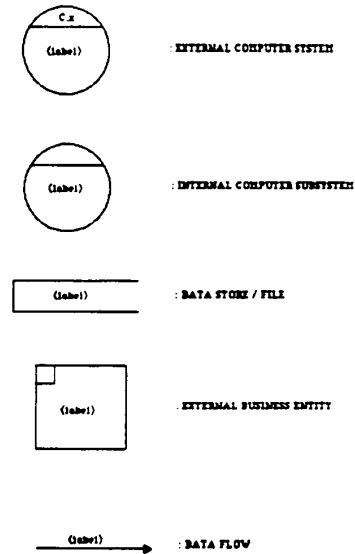 C.x
(label)
: EXTERNAL COMPUTER SYSTEM
(label)
: INTERNAL COMPUTER SUBSYSTEM
(label)
: DATA STORE / FILE
(label)
: EXTERNAL BUSINESS ENTITY
(label)
: DATA FLOW